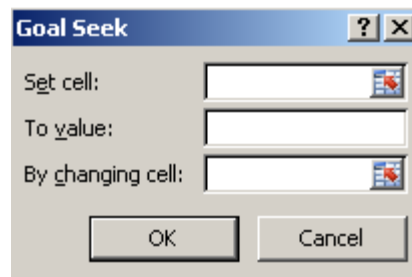 Goal Seek ? X
Set cell:
To value:
By changing cell:
OK Cancel